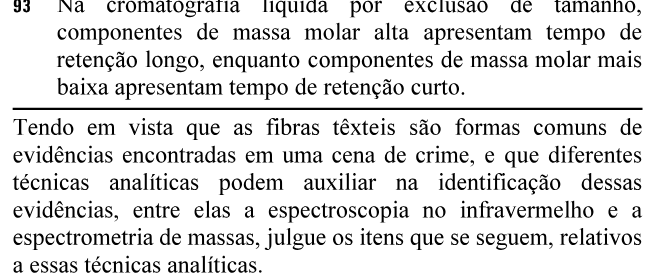 93 Na cromatografia líquida por exclusão de tamanho,
componentes de massa molar alta apresentam tempo de
retenção longo, enquanto componentes de massa molar mais
baixa apresentam tempo de retenção curto.
Tendo em vista que as fibras têxteis são formas comuns de
evidências encontradas em uma cena de crime, e que diferentes
técnicas analíticas podem auxiliar na identificação dessas
evidências, entre elas a espectroscopia no infravermelho e a
espectrometria de massas, julgue os itens que se seguem, relativos
a essas técnicas analíticas.